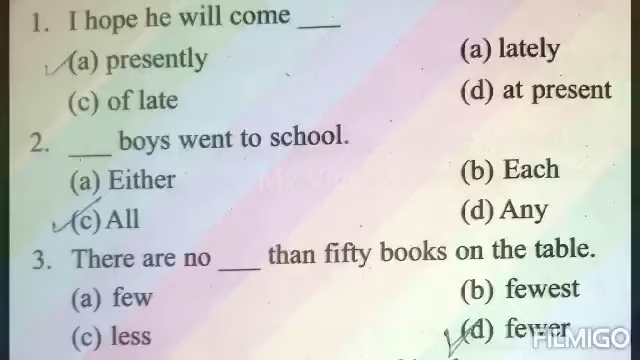 1. I hope he will come ___
(a) presently (a) lately
(c) of late (d) at present
2. ___ boys went to school.
(a) Either (b) Each
(c) All (d) Any
3. There are no ___ than fifty books on the table.
(a) few (b) fewest
(c) less (d) fewer
FILMIGO